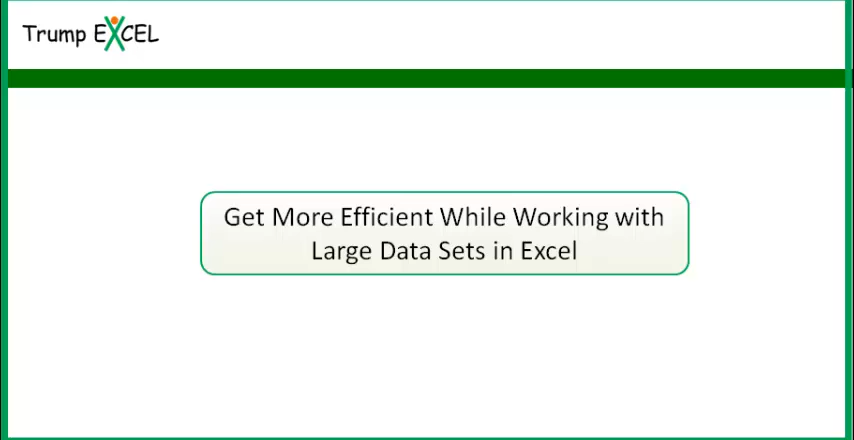 Trump EXCEL
Get More Efficient While Working with
Large Data Sets in Excel